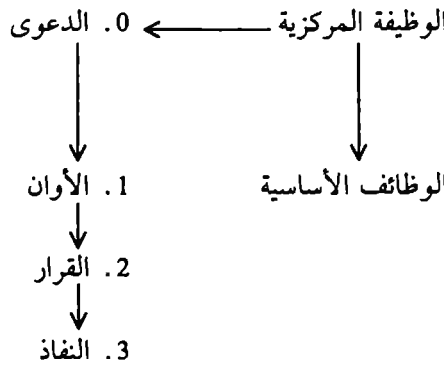 الوظيفة المركزية 0. الدعوى
الوظائف الأساسية 1. الأوان
2. القرار
3. النفاذ